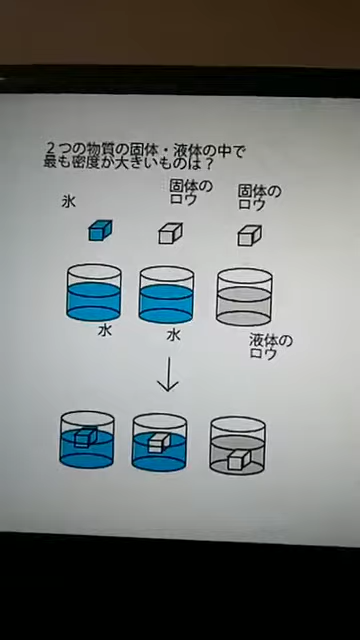 ２つの物質の固体・液体の中で
最も密度が大きいものは？
氷
固体の
ロウ
固体の
ロウ
水
水
液体の
ロウ